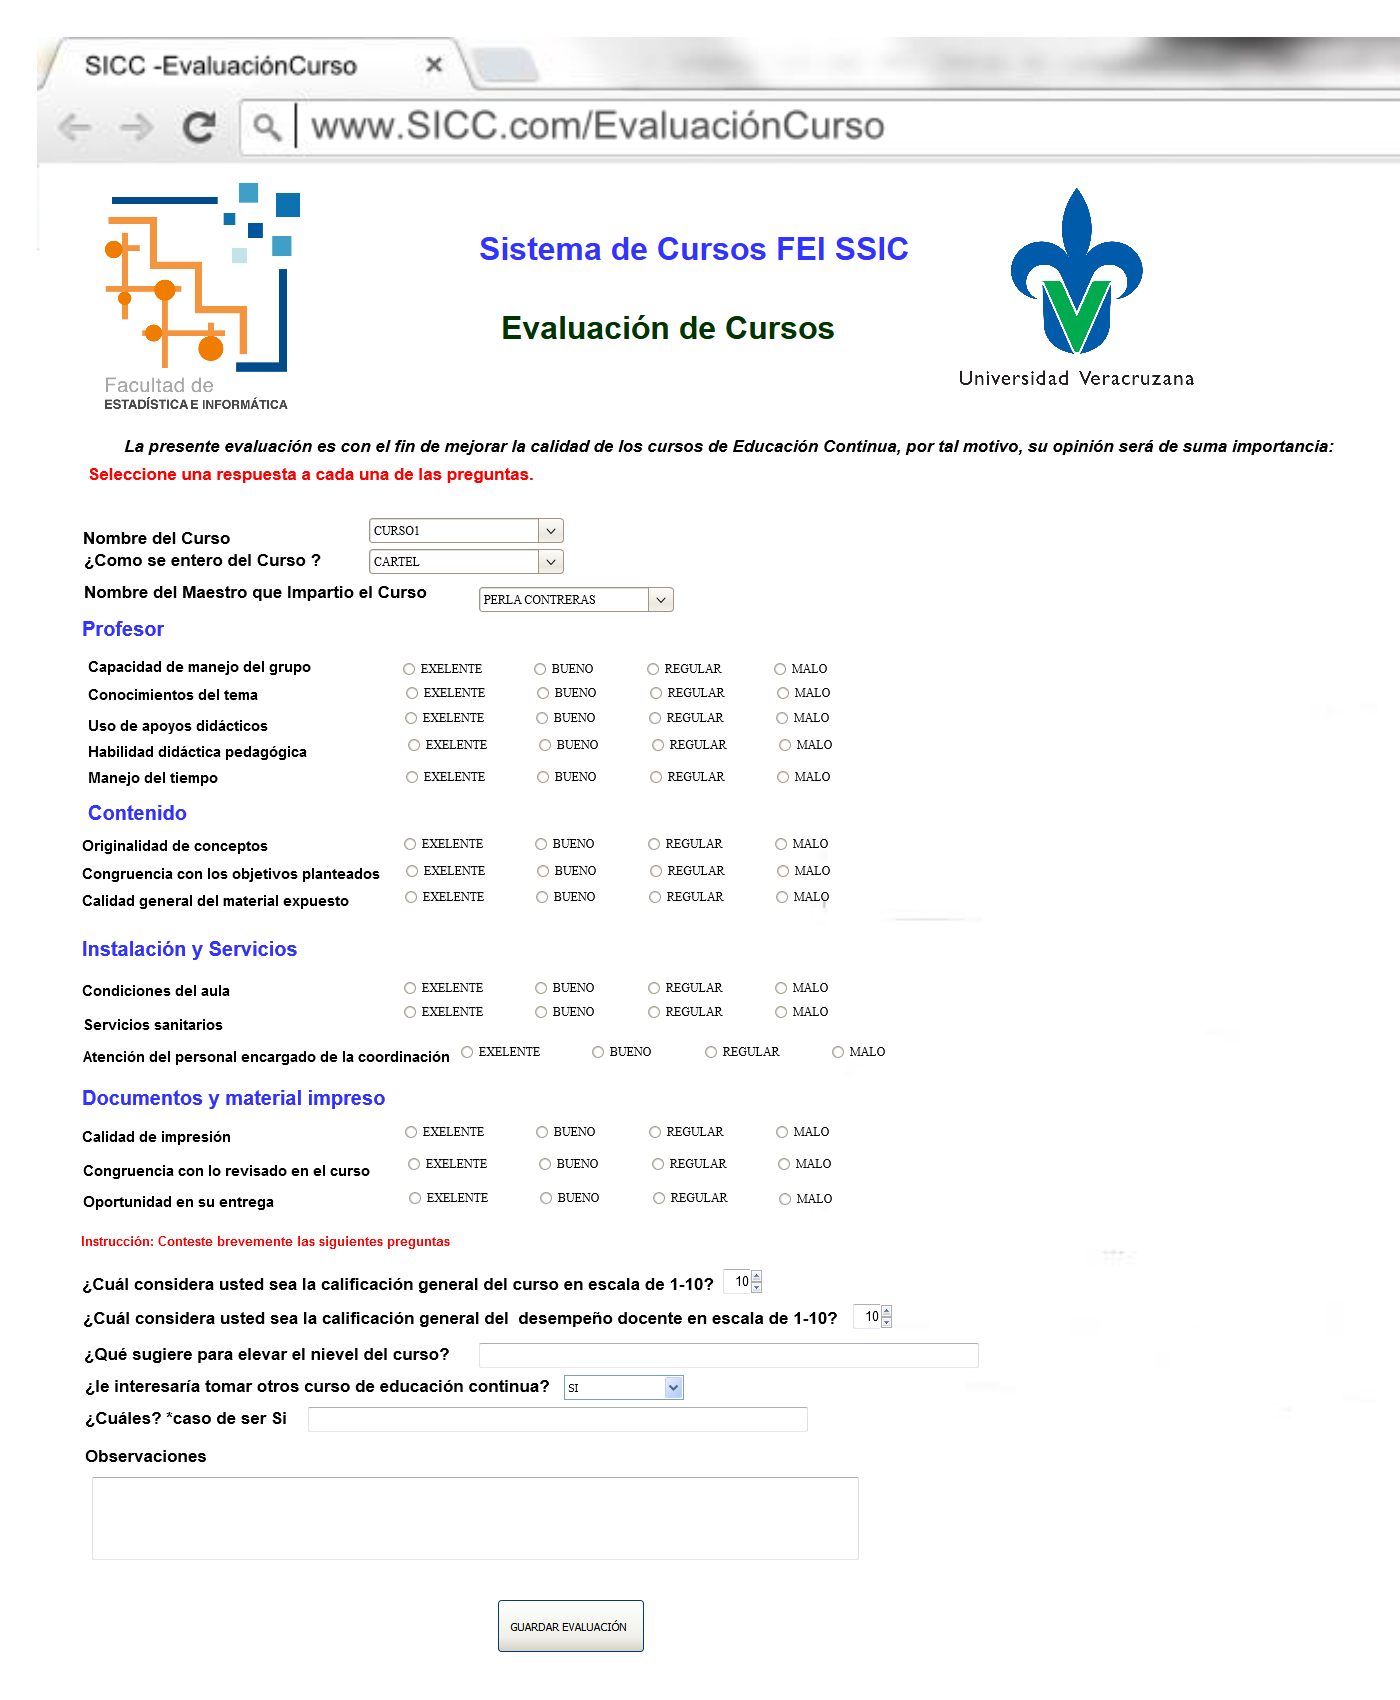 SICC -EvaluaciónCurso ×
www.SICC.com/EvaluaciónCurso
Sistema de Cursos FEI SSIC
Evaluación de Cursos
Facultad de
ESTADÍSTICA E INFORMÁTICA
Universidad Veracruzana
La presente evaluación es con el fin de mejorar la calidad de los cursos de Educación Continua, por tal motivo, su opinión será de suma importancia:
Seleccione una respuesta a cada una de las preguntas.
Nombre del Curso CURSO1
¿Como se entero del Curso ? CARTEL
Nombre del Maestro que Impartio el Curso PERLA CONTRERAS
Profesor
Capacidad de manejo del grupo EXELENTE BUENO REGULAR MALO
Conocimientos del tema EXELENTE BUENO REGULAR MALO
Uso de apoyos didácticos EXELENTE BUENO REGULAR MALO
Habilidad didáctica pedagógica EXELENTE BUENO REGULAR MALO
Manejo del tiempo EXELENTE BUENO REGULAR MALO
Contenido
Originalidad de conceptos EXELENTE BUENO REGULAR MALO
Congruencia con los objetivos planteados EXELENTE BUENO REGULAR MALO
Calidad general del material expuesto EXELENTE BUENO REGULAR MALO
Instalación y Servicios
Condiciones del aula EXELENTE BUENO REGULAR MALO
Servicios sanitarios EXELENTE BUENO REGULAR MALO
Atención del personal encargado de la coordinación EXELENTE BUENO REGULAR MALO
Documentos y material impreso
Calidad de impresión EXELENTE BUENO REGULAR MALO
Congruencia con lo revisado en el curso EXELENTE BUENO REGULAR MALO
Oportunidad en su entrega EXELENTE BUENO REGULAR MALO
Instrucción: Conteste brevemente las siguientes preguntas
¿Cuál considera usted sea la calificación general del curso en escala de 1-10? 10
¿Cuál considera usted sea la calificación general del desempeño docente en escala de 1-10? 10
¿Qué sugiere para elevar el nievel del curso?
¿le interesaría tomar otros curso de educación continua? SI
¿Cuáles? *caso de ser Si
Observaciones
GUARDAR EVALUACIÓN